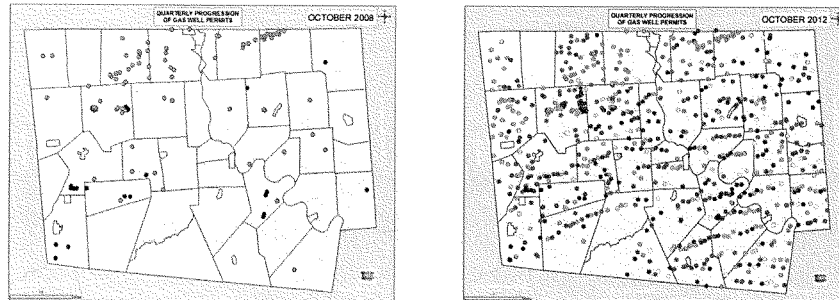 QUARTERLY PROGRESSION
OF GAS WELL PERMITS
OCTOBER 2008
QUARTERLY PROGRESSION
OF GAS WELL PERMITS
OCTOBER 2012